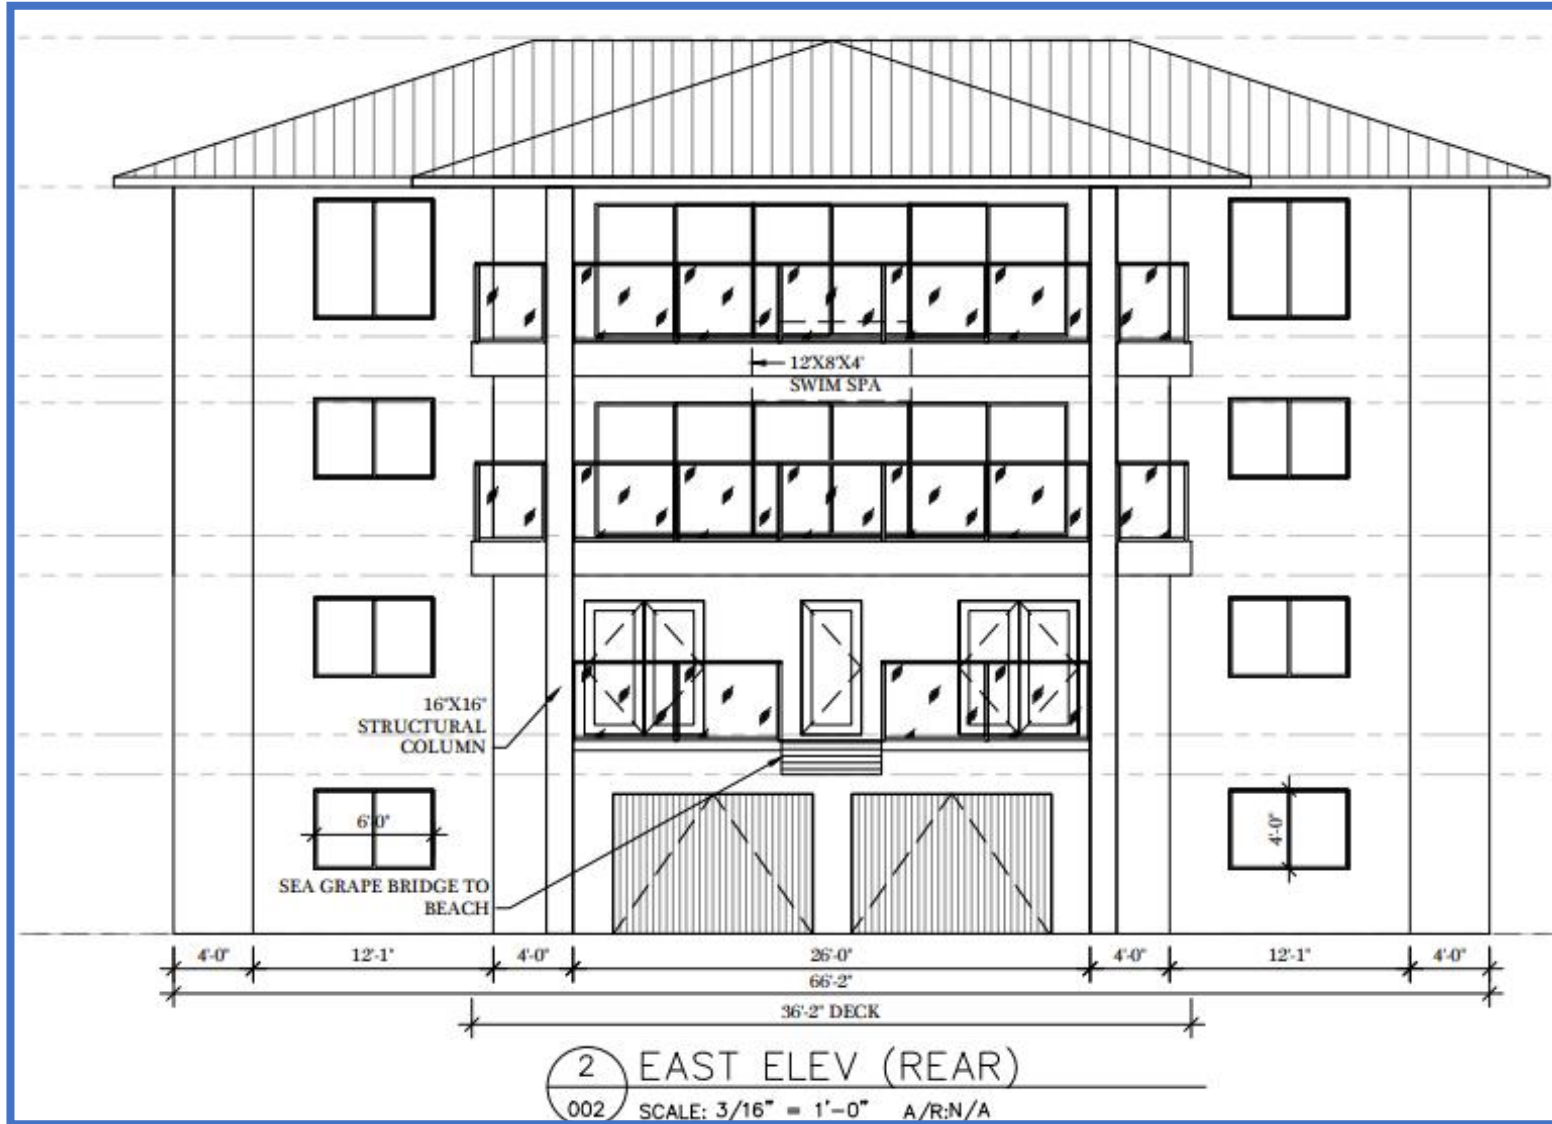 12'X8'X4'
SWIM SPA
16"X16"
STRUCTURAL
COLUMN
6'-0"
4'-0"
SEA GRAPE BRIDGE TO
BEACH
4'-0" 12'-1" 4'-0" 26'-0" 4'-0" 12'-1" 4'-0"
66'-2"
36'-2" DECK
2 EAST ELEV (REAR)
002 SCALE: 3/16" = 1'-0" A/R:N/A